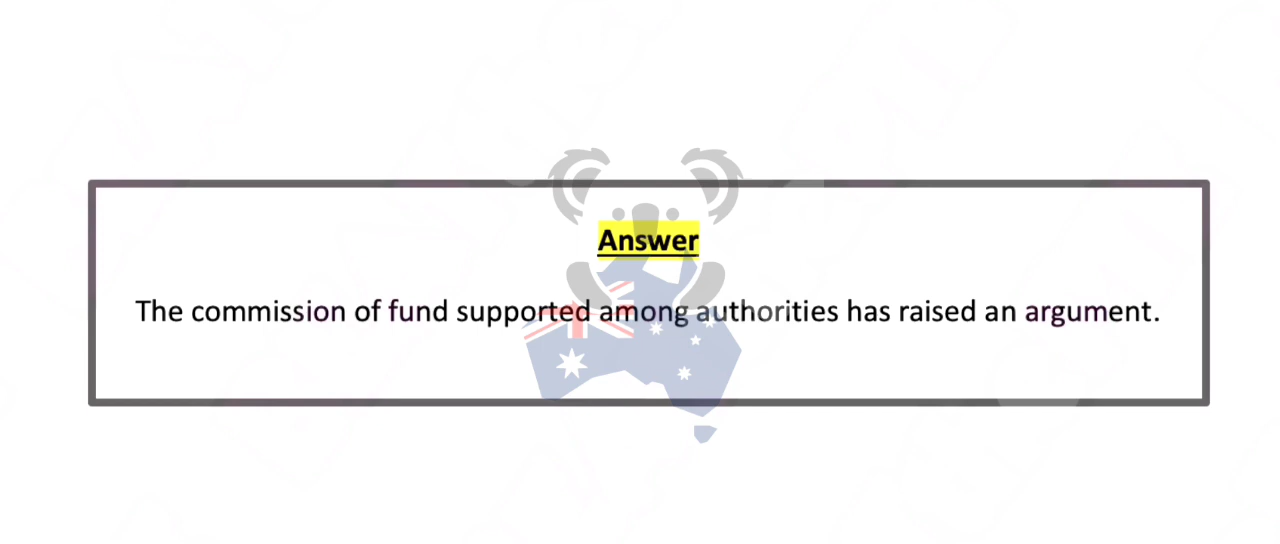 Answer
The commission of fund supported among authorities has raised an argument.